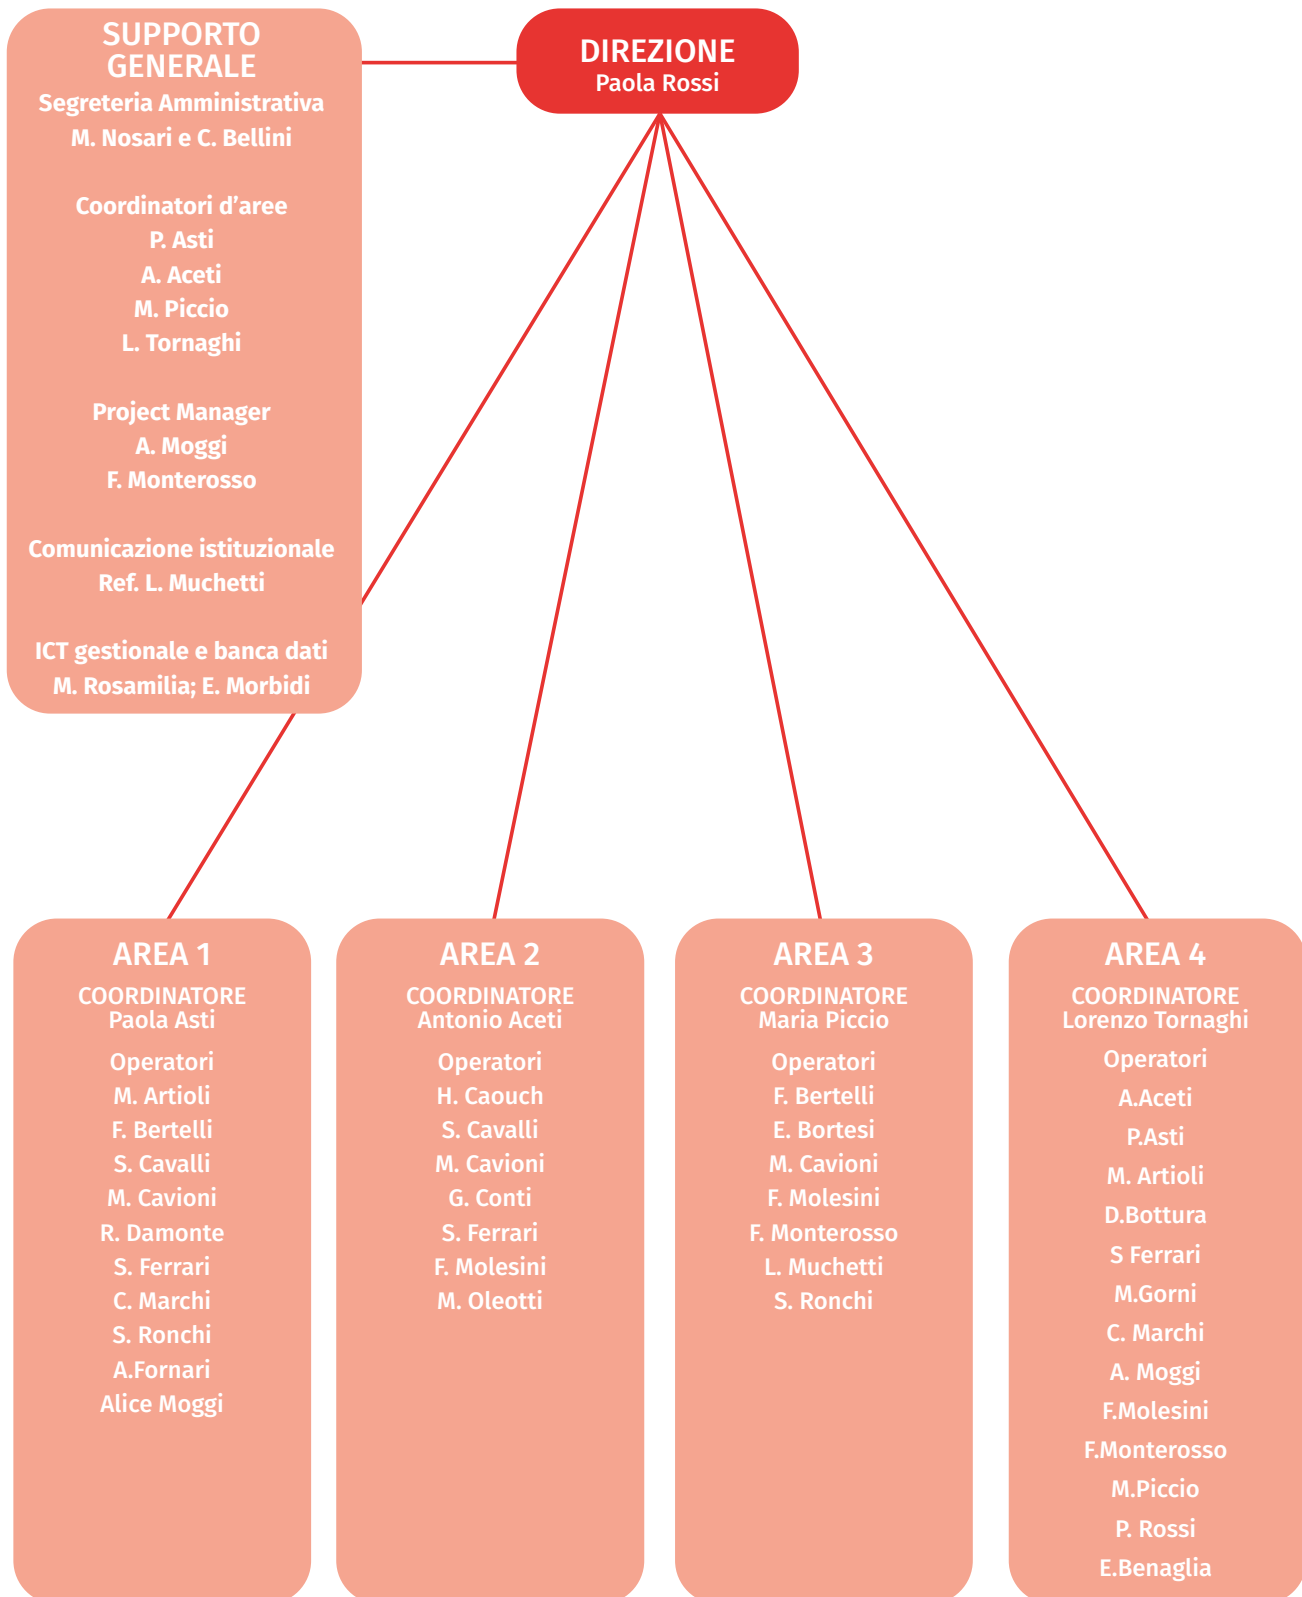 SUPPORTO
GENERALE
Segreteria Amministrativa
M. Nosari e C. Bellini
Coordinatori d’aree
P. Asti
A. Aceti
M. Piccio
L. Tornaghi
Project Manager
A. Moggi
F. Monterosso
Comunicazione istituzionale
Ref. L. Muchetti
ICT gestionale e banca dati
M. Rosamilia; E. Morbidi
DIREZIONE
Paola Rossi
AREA 1
COORDINATORE
Paola Asti
Operatori
M. Artioli
F. Bertelli
S. Cavalli
M. Cavioni
R. Damonte
S. Ferrari
C. Marchi
S. Ronchi
A.Fornari
Alice Moggi
AREA 2
COORDINATORE
Antonio Aceti
Operatori
H. Caouch
S. Cavalli
M. Cavioni
G. Conti
S. Ferrari
F. Molesini
M. Oleotti
AREA 3
COORDINATORE
Maria Piccio
Operatori
F. Bertelli
E. Bortesi
M. Cavioni
F. Molesini
F. Monterosso
L. Muchetti
S. Ronchi
AREA 4
COORDINATORE
Lorenzo Tornaghi
Operatori
A.Aceti
P.Asti
M. Artioli
D.Bottura
S Ferrari
M.Gorni
C. Marchi
A. Moggi
F.Molesini
F.Monterosso
M.Piccio
P. Rossi
E.Benaglia